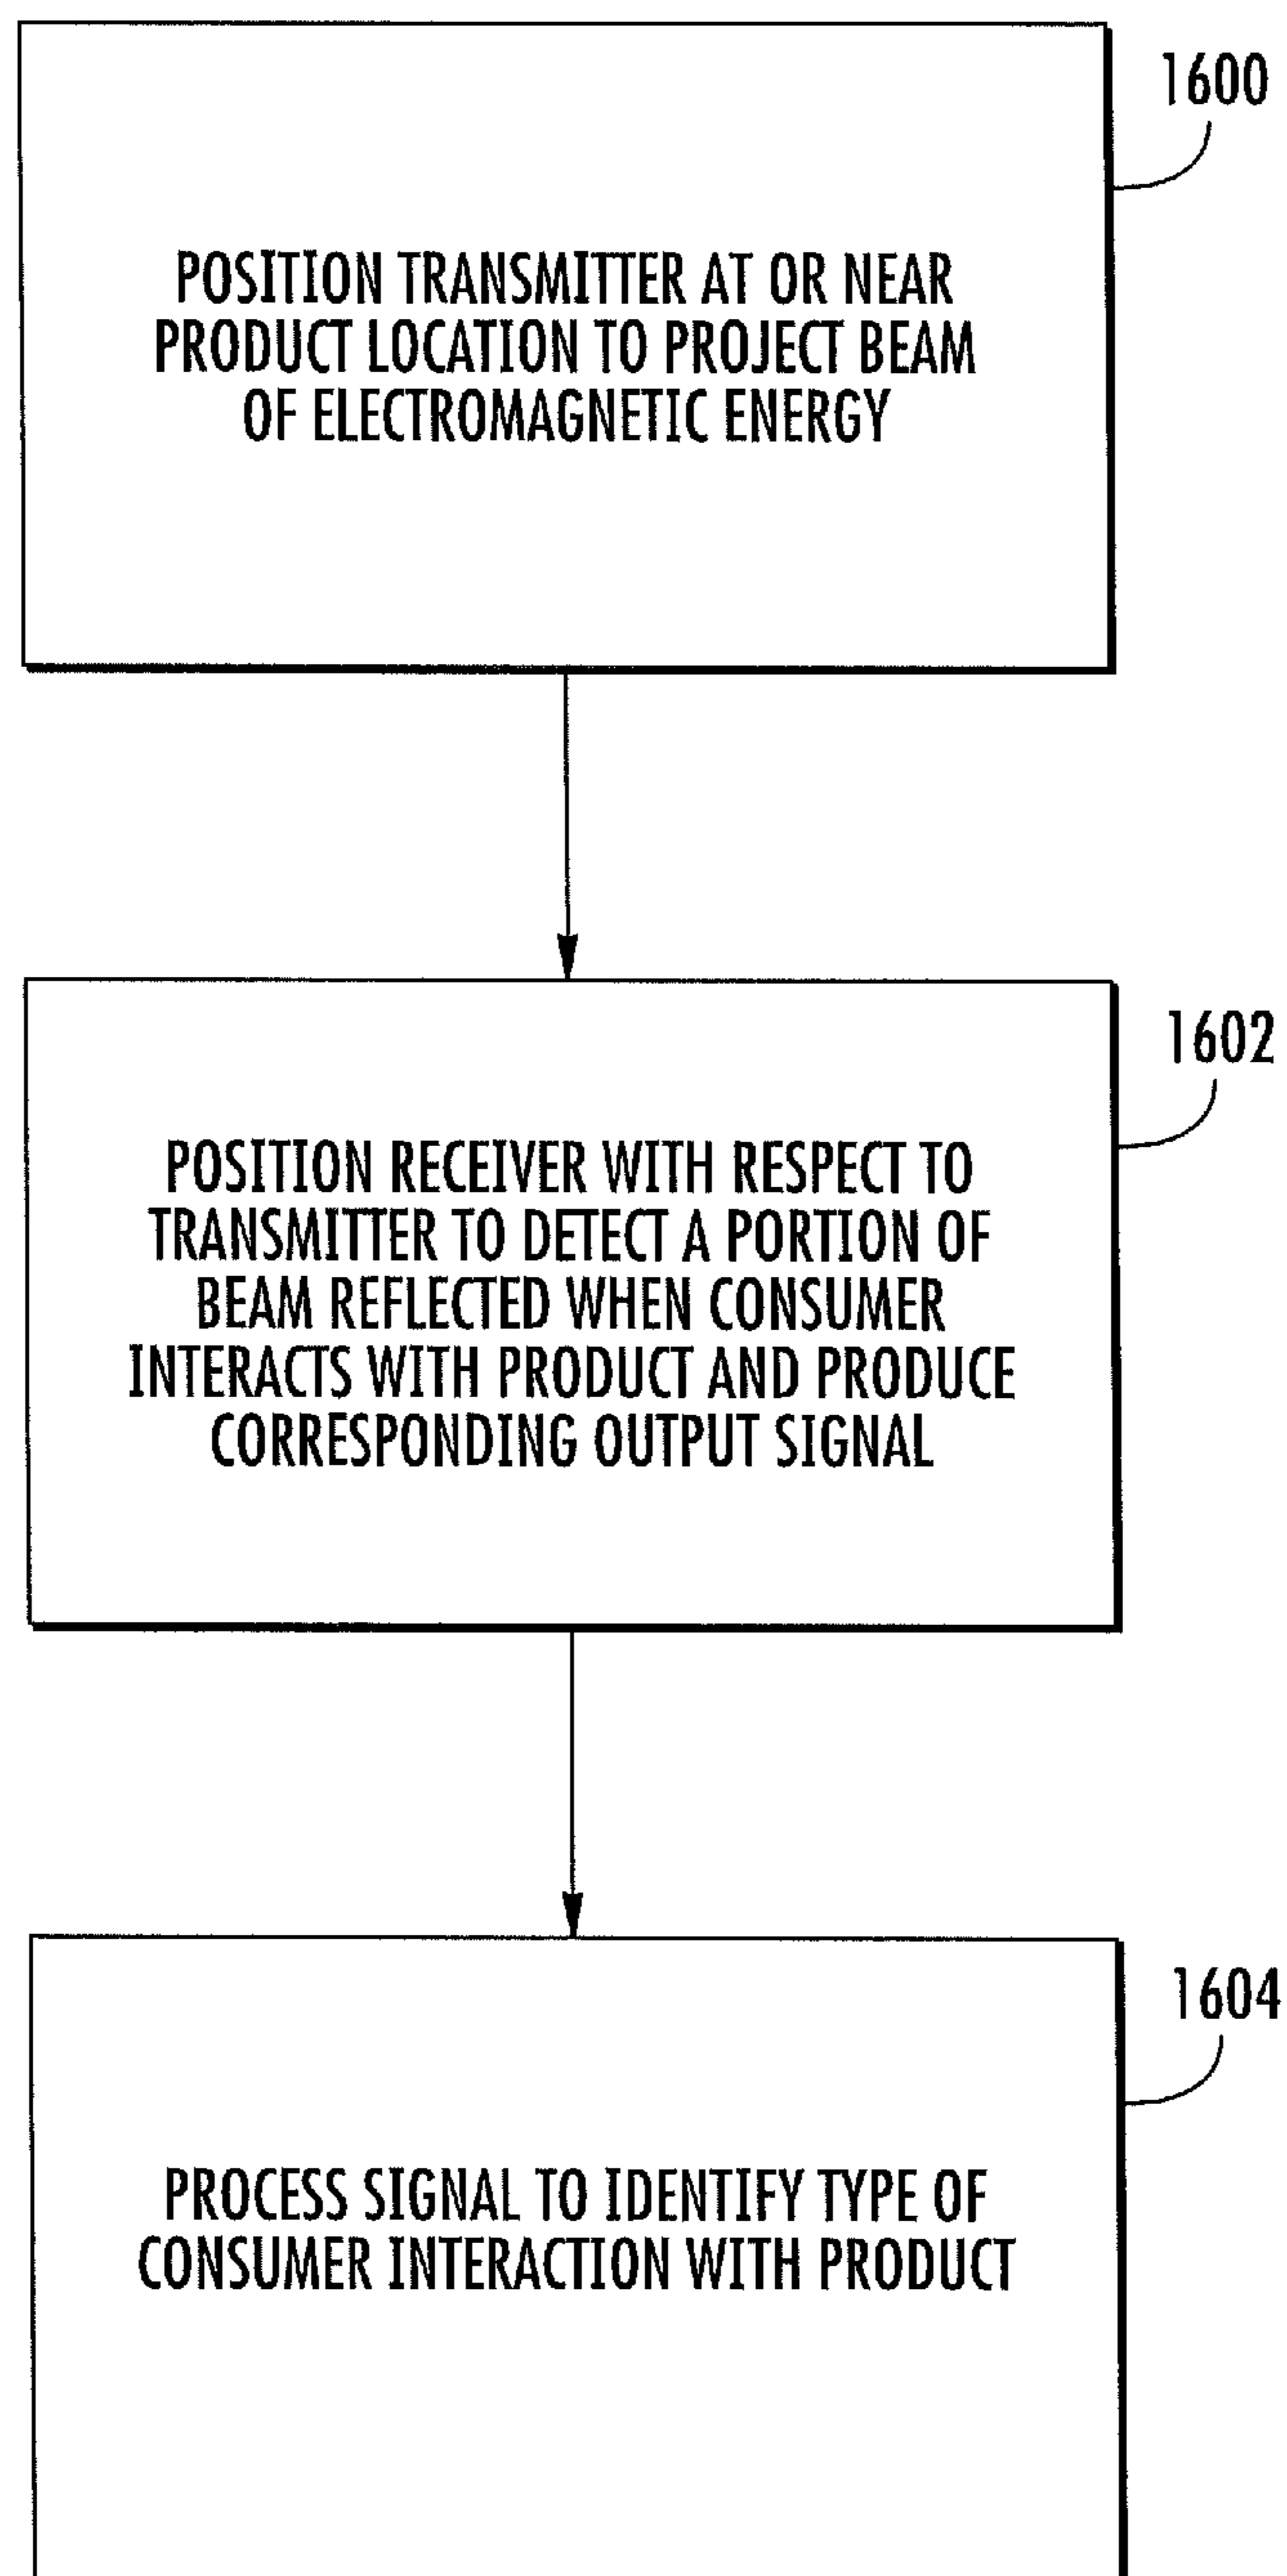 1600
POSITION TRANSMITTER AT OR NEAR
PRODUCT LOCATION TO PROJECT BEAM
OF ELECTROMAGNETIC ENERGY
1602
POSITION RECEIVER WITH RESPECT TO
TRANSMITTER TO DETECT A PORTION OF
BEAM REFLECTED WHEN CONSUMER
INTERACTS WITH PRODUCT AND PRODUCE
CORRESPONDING OUTPUT SIGNAL
1604
PROCESS SIGNAL TO IDENTIFY TYPE OF
CONSUMER INTERACTION WITH PRODUCT